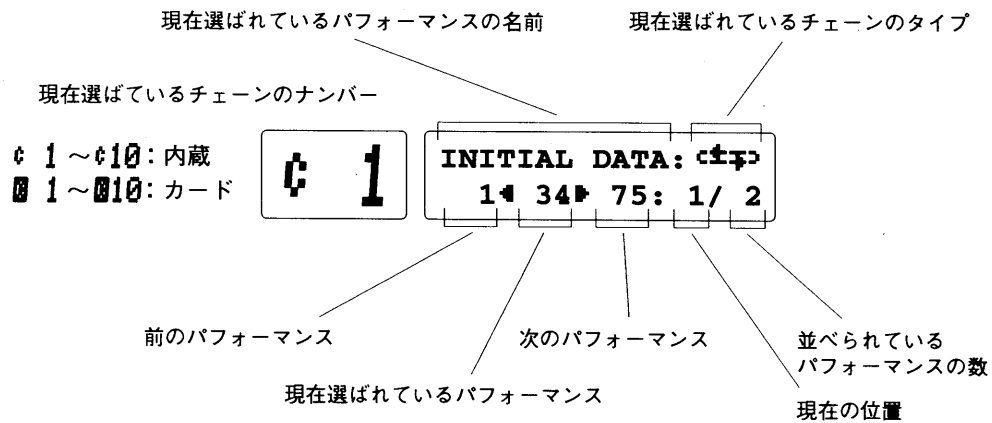 現在選ばれているパフォーマンスの名前
現在選ばれているチェーンのタイプ
現在選ばているチェーンのナンバー
¢ 1～¢10：内蔵
1～10：カード
¢ 1
INITIAL DATA:
1◀ 34▶ 75: 1/ 2
前のパフォーマンス
次のパフォーマンス
並べられている
パフォーマンスの数
現在選ばれているパフォーマンス
現在の位置